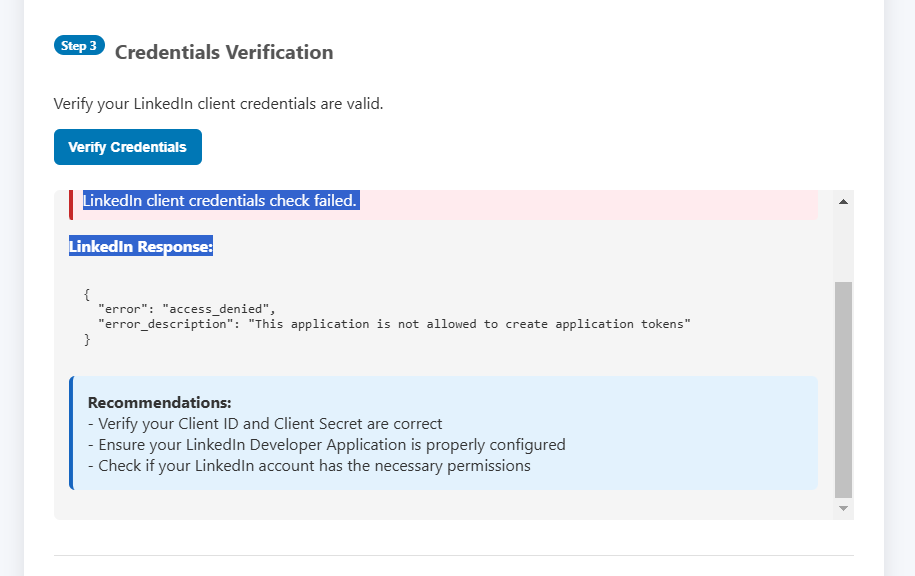 Step 3
Credentials Verification
Verify your LinkedIn client credentials are valid.
Verify Credentials
LinkedIn client credentials check failed.
LinkedIn Response:
{
"error": "access_denied",
"error_description": "This application is not allowed to create application tokens"
}
Recommendations:
- Verify your Client ID and Client Secret are correct
- Ensure your LinkedIn Developer Application is properly configured
- Check if your LinkedIn account has the necessary permissions